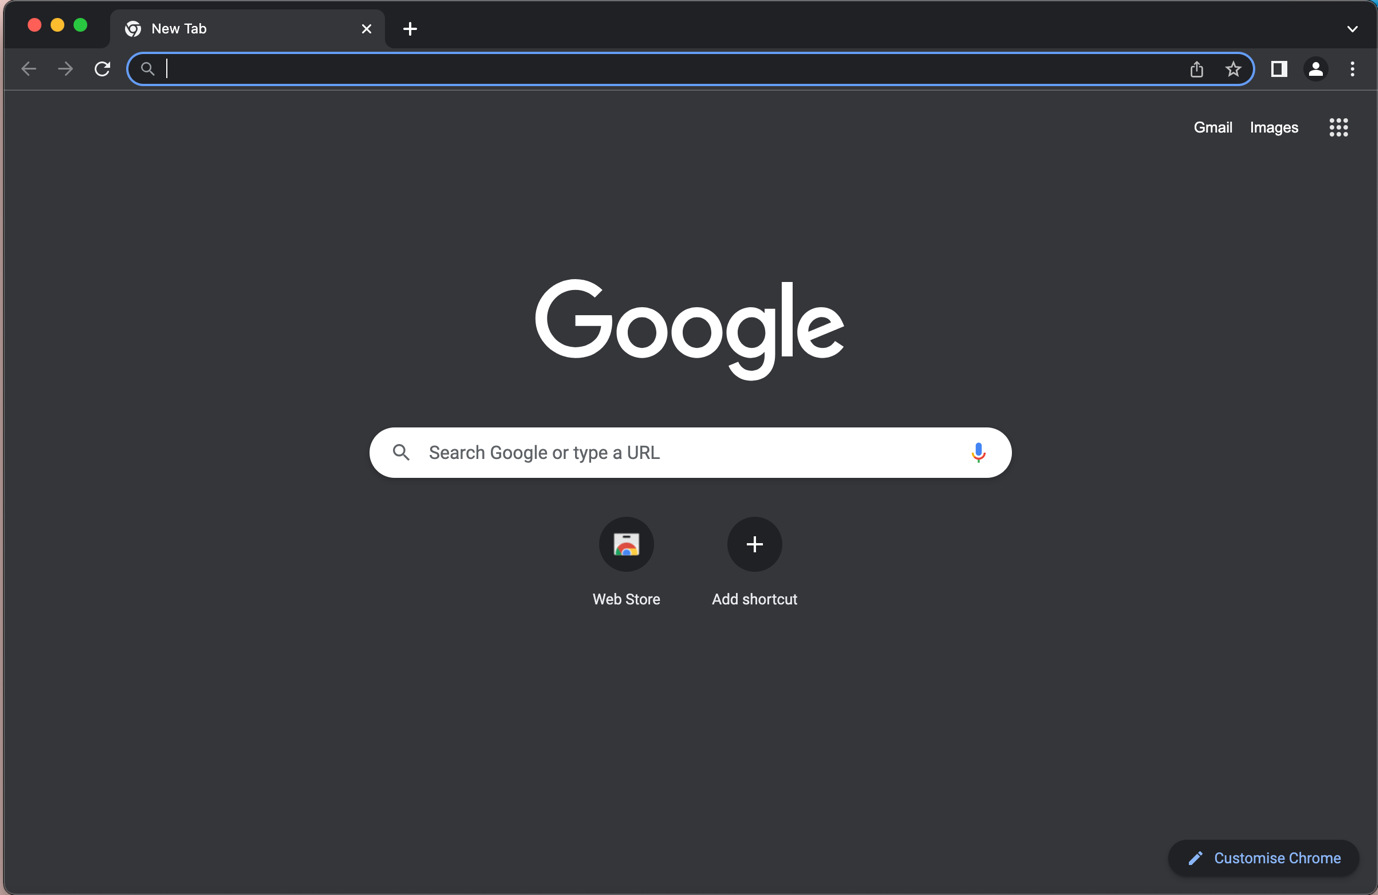 New Tab
Gmail Images
Google
Search Google or type a URL
Web Store Add shortcut
Customise Chrome